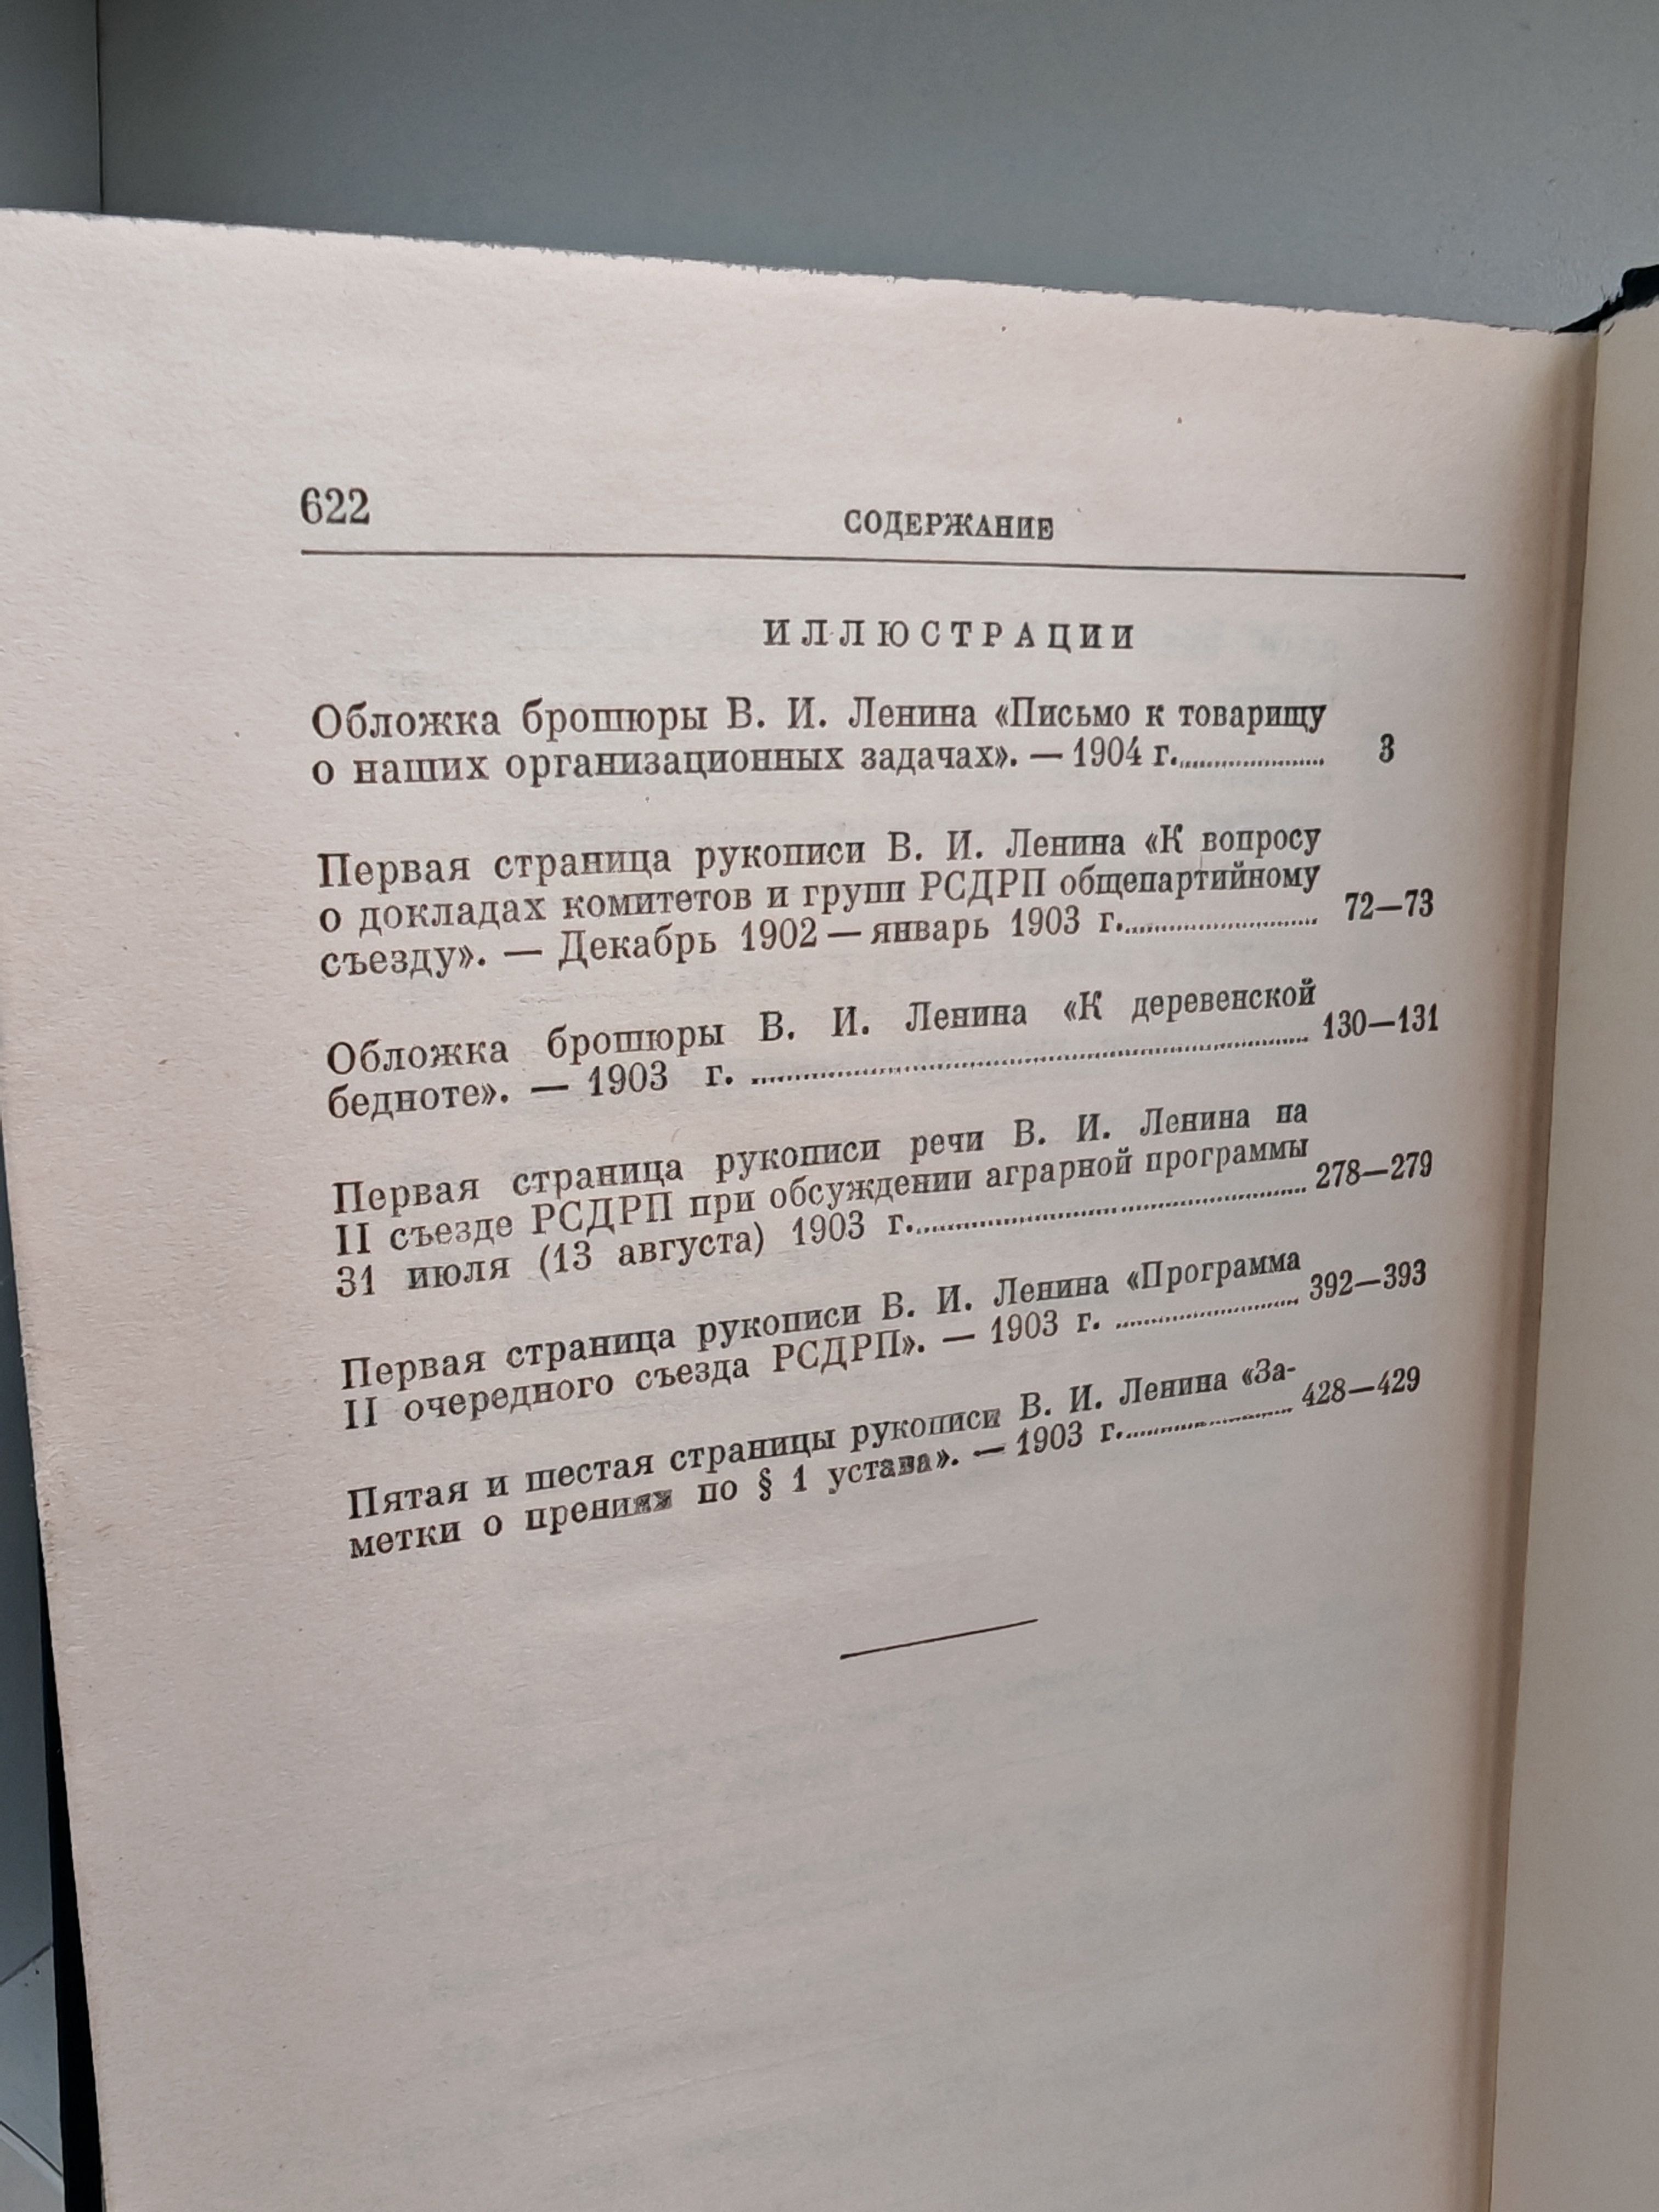 622
СОДЕРЖАНИЕ
ИЛЛЮСТРАЦИИ
Обложка брошюры В. И. Ленина «Письмо к товарищу
о наших организационных задачах». — 1904 г. 3
Первая страница рукописи В. И. Ленина «К вопросу
о докладах комитетов и групп РСДРП общепартийному
съезду». — Декабрь 1902 — январь 1903 г. 72—73
Обложка брошюры В. И. Ленина «К деревенской
бедноте». — 1903 г. 130—131
Первая страница рукописи речи В. И. Ленина на
II съезде РСДРП при обсуждении аграрной программы
31 июля (13 августа) 1903 г. 278—279
Первая страница рукописи В. И. Ленина «Программа
II очередного съезда РСДРП». — 1903 г. 392—393
Пятая и шестая страницы рукописи В. И. Ленина «За-
метки о прениях по § 1 устава». — 1903 г. 428—429